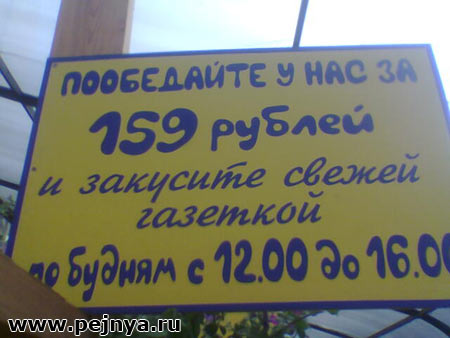 ПООБЕДАЙТЕ У НАС ЗА
159 рублей
и закусите свежей
газеткой
по будням с 12.00 до 16.00
www.pejnya.ru